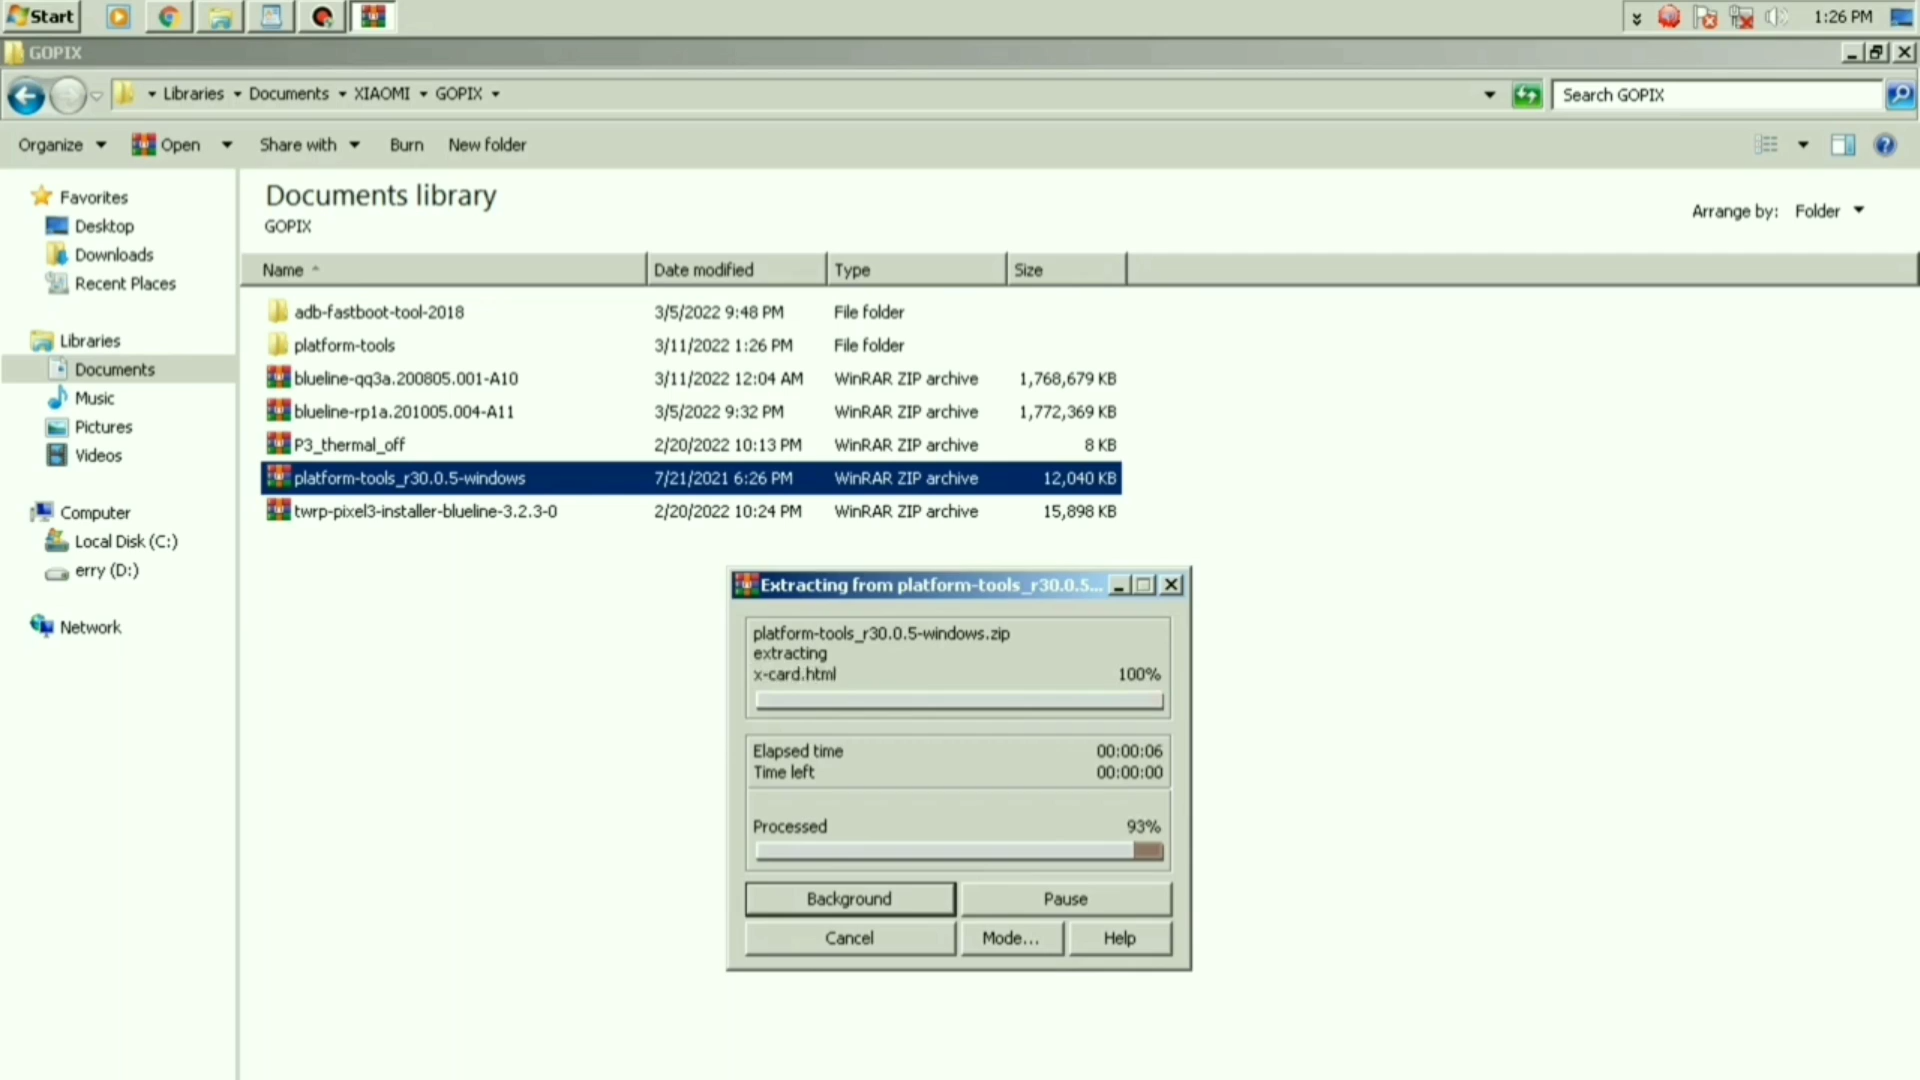 Start
1:26 PM
GOPIX
Libraries Documents XIAOMI GOPIX
Search GOPIX
Organize Open Share with Burn New folder
Favorites
Desktop
Downloads
Recent Places
Libraries
Documents
Music
Pictures
Videos
Computer
Local Disk (C:)
erry (D:)
Network
Documents library
GOPIX
Arrange by: Folder
Name Date modified Type Size
adb-fastboot-tool-2018 3/5/2022 9:48 PM File folder
platform-tools 3/11/2022 1:26 PM File folder
blueline-qq3a.200805.001-A10 3/11/2022 12:04 AM WinRAR ZIP archive 1,768,679 KB
blueline-rp1a.201005.004-A11 3/5/2022 9:32 PM WinRAR ZIP archive 1,772,369 KB
P3_thermal_off 2/20/2022 10:13 PM WinRAR ZIP archive 8 KB
platform-tools_r30.0.5-windows 7/21/2021 6:26 PM WinRAR ZIP archive 12,040 KB
twrp-pixel3-installer-blueline-3.2.3-0 2/20/2022 10:24 PM WinRAR ZIP archive 15,898 KB
Extracting from platform-tools_r30.0.5...
platform-tools_r30.0.5-windows.zip
extracting
x-card.html 100%
Elapsed time 00:00:06
Time left 00:00:00
Processed 93%
Background Pause
Cancel Mode... Help